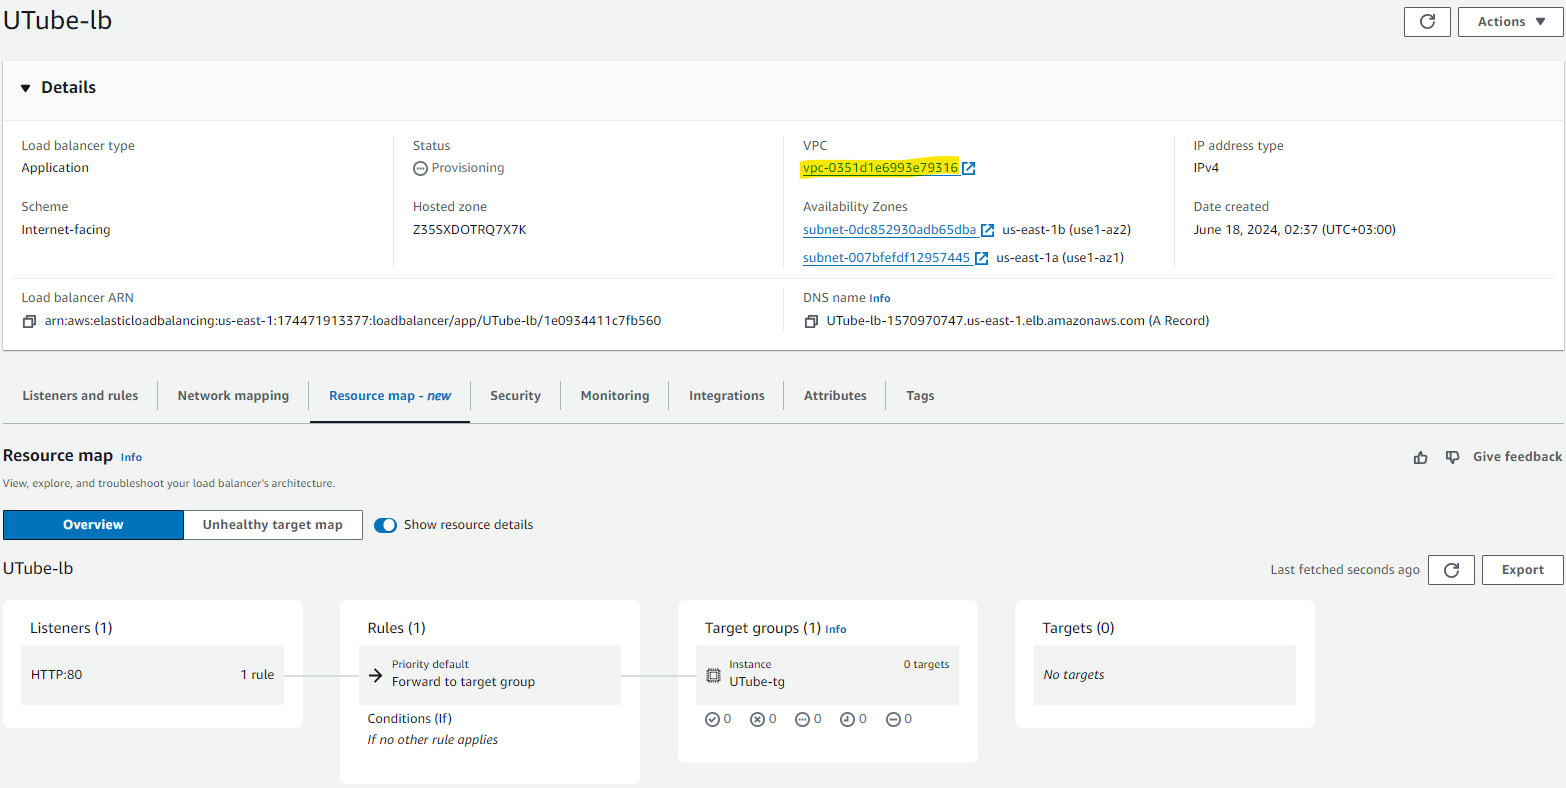 UTube-lb
Actions
Details
Load balancer type
Application
Status
Provisioning
VPC
vpc-0351d1e6993e79316
IP address type
IPv4
Scheme
Internet-facing
Hosted zone
Z35SXDOTRQ7X7K
Availability Zones
subnet-0dc852930adb65dba us-east-1b (use1-az2)
subnet-007bfefdf12957445 us-east-1a (use1-az1)
Date created
June 18, 2024, 02:37 (UTC+03:00)
Load balancer ARN
arn:aws:elasticloadbalancing:us-east-1:174471913377:loadbalancer/app/UTube-lb/1e0934411c7fb560
DNS name Info
UTube-lb-1570970747.us-east-1.elb.amazonaws.com (A Record)
Listeners and rules
Network mapping
Resource map - new
Security
Monitoring
Integrations
Attributes
Tags
Resource map Info
Give feedback
View, explore, and troubleshoot your load balancer's architecture.
Overview
Unhealthy target map
Show resource details
UTube-lb
Last fetched seconds ago
Export
Listeners (1)
HTTP:80 1 rule
Rules (1)
Priority default
Forward to target group
Conditions (If)
If no other rule applies
Target groups (1) Info
Instance 0 targets
UTube-tg
0 0 0 0 0
Targets (0)
No targets